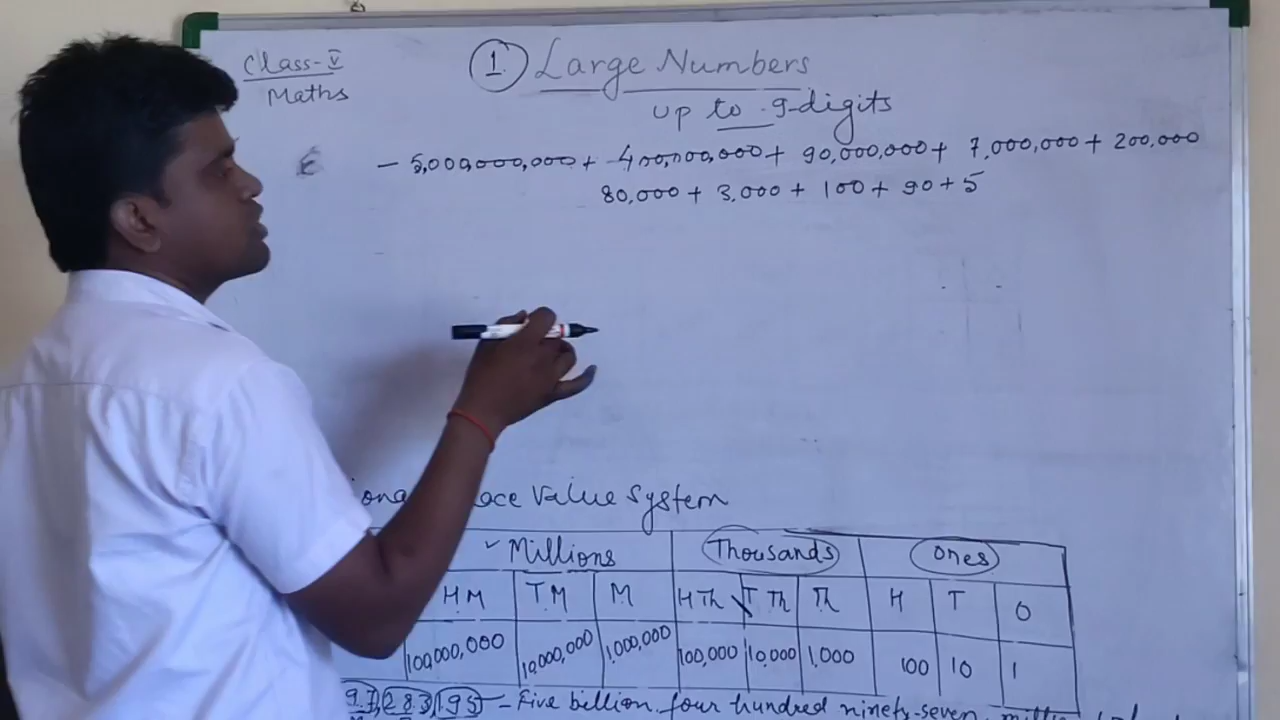 Class-V
Maths
1. Large Numbers
up to 9-digits
- 5,000,000,000 + 400,000,000 + 90,000,000 + 7,000,000 + 200,000
80,000 + 3,000 + 100 + 90 + 5
Value System
Millions Thousands Ones
HM TM M H Th T Th Th H T O
100,000,000 10,000,000 1,000,000 100,000 10,000 1,000 100 10 1
97,283,195 - Five billion four hundred ninety-seven million